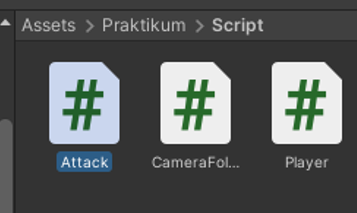 Assets > Praktikum > Script
#
#
#
Attack
CameraFol...
Player